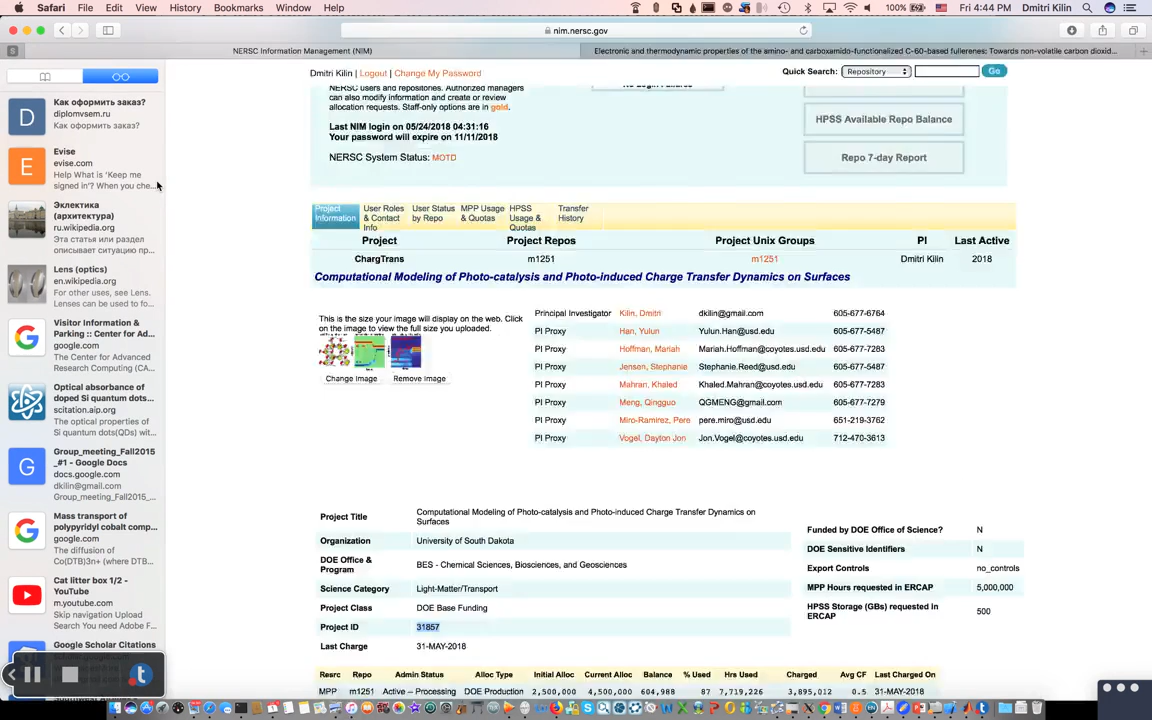 Safari File Edit View History Bookmarks Window Help 100% Fri 4:44 PM Dmitri Kilin
nim.nersc.gov
S NERSC Information Management (NIM) Electronic and thermodynamic properties of the amino- and carboxamido-functionalized C-60-based fullerenes: Towards non-volatile carbon dioxid...
Dmitri Kilin | Logout | Change My Password Quick Search: Repository Go
NERSC users and repositories. Authorized managers
can also modify information and create or review
allocation requests. Staff-only options are in gold.
No Login Failures
HPSS Available Repo Balance
Last NIM login on 05/24/2018 04:31:16
Your password will expire on 11/11/2018
NERSC System Status: MOTD
Repo 7-day Report
Project Information
User Roles & Contact Info
User Status by Repo
MPP Usage & Quotas
HPSS Usage & Quotas
Transfer History
Project Project Repos Project Unix Groups PI Last Active
ChargTrans m1251 m1251 Dmitri Kilin 2018
Computational Modeling of Photo-catalysis and Photo-induced Charge Transfer Dynamics on Surfaces
This is the size your image will display on the web. Click
on the image to view the full size you uploaded.
Change Image Remove Image
Principal Investigator Kilin, Dmitri dkilin@gmail.com 605-677-6764
PI Proxy Han, Yulun Yulun.Han@usd.edu 605-677-5487
PI Proxy Hoffman, Mariah Mariah.Hoffman@coyotes.usd.edu 605-677-7283
PI Proxy Jensen, Stephanie Stephanie.Reed@usd.edu 605-677-5487
PI Proxy Mahran, Khaled Khaled.Mahran@coyotes.usd.edu 605-677-7283
PI Proxy Meng, Qingguo QGMENG@gmail.com 605-677-7279
PI Proxy Miro-Ramirez, Pere pere.miro@usd.edu 651-219-3762
PI Proxy Vogel, Dayton Jon Jon.Vogel@coyotes.usd.edu 712-470-3613
Project Title Computational Modeling of Photo-catalysis and Photo-induced Charge Transfer Dynamics on
Surfaces
Organization University of South Dakota
DOE Office &
Program BES - Chemical Sciences, Biosciences, and Geosciences
Science Category Light-Matter/Transport
Project Class DOE Base Funding
Project ID 31857
Last Charge 31-MAY-2018
Funded by DOE Office of Science? N
DOE Sensitive Identifiers N
Export Controls no_controls
MPP Hours requested in ERCAP 5,000,000
HPSS Storage (GBs) requested in
ERCAP 500
Resrc Repo Admin Status Alloc Type Initial Alloc Current Alloc Balance % Used Hrs Used Charged Avg CF Last Charged On
MPP m1251 Active -- Processing DOE Production 2,500,000 4,500,000 604,988 87 7,719,226 3,895,012 0.5 31-MAY-2018
D
Как оформить заказ?
diplomvsem.ru
Как оформить заказ?
E
Evise
evise.com
Help What is 'Keep me
signed in'? When you che...
Эклектика
(архитектура)
ru.wikipedia.org
Эта статья или раздел
описывает ситуацию пр...
Lens (optics)
en.wikipedia.org
For other uses, see Lens.
Lenses can be used to fo...
G
Visitor Information &
Parking :: Center for Ad...
google.com
The Center for Advanced
Research Computing (CA...
Optical absorbance of
doped Si quantum dots...
scitation.aip.org
The optical properties of
Si quantum dots(QDs) wit...
G
Group_meeting_Fall2015
_#1 - Google Docs
docs.google.com
dkilin@gmail.com
Group_meeting_Fall2015_...
G
Mass transport of
polypyridyl cobalt comp...
google.com
The diffusion of
Co(DTB)3n+ (where DTB...
Cat litter box 1/2 -
YouTube
m.youtube.com
Skip navigation Upload
Search You need Adobe F...
Google Scholar Citations
t